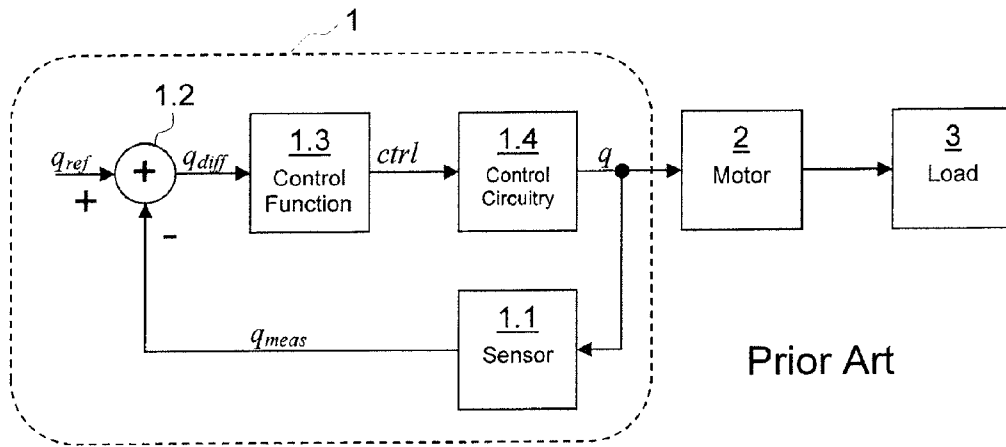 1
1.2
q_ref
+
+
-
q_diff
1.3
Control
Function
ctrl
1.4
Control
Circuitry
q
2
Motor
3
Load
q_meas
1.1
Sensor
Prior Art